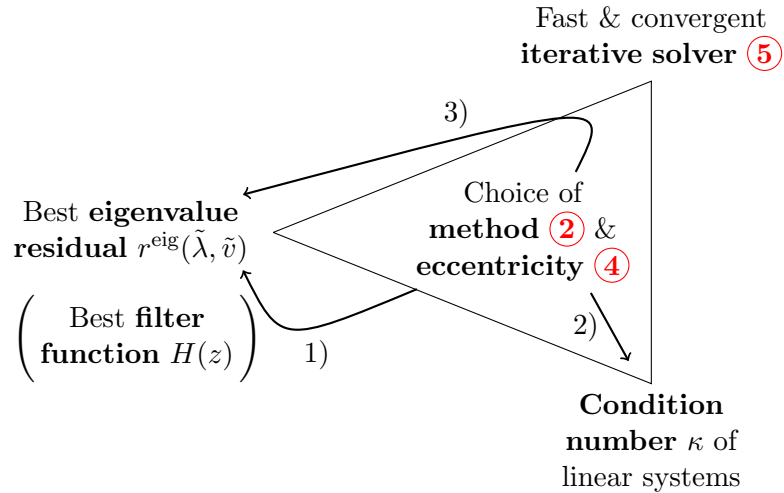 Fast & convergent
iterative solver ⑤
3)
Choice of
method ② &
eccentricity ④
Best eigenvalue
residual r^eig(λ̃, ṽ)
Best filter
function H(z)
1)
2)
Condition
number κ of
linear systems